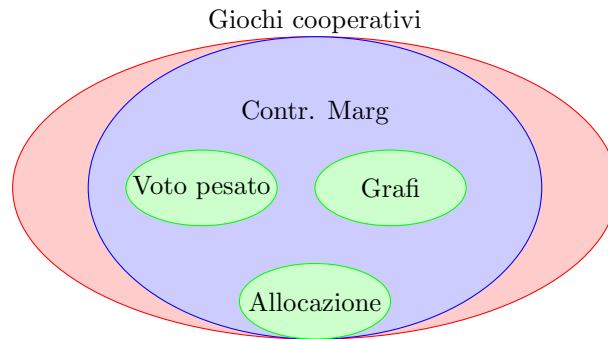 Giochi cooperativi
Contr. Marg
Voto pesato
Grafi
Allocazione